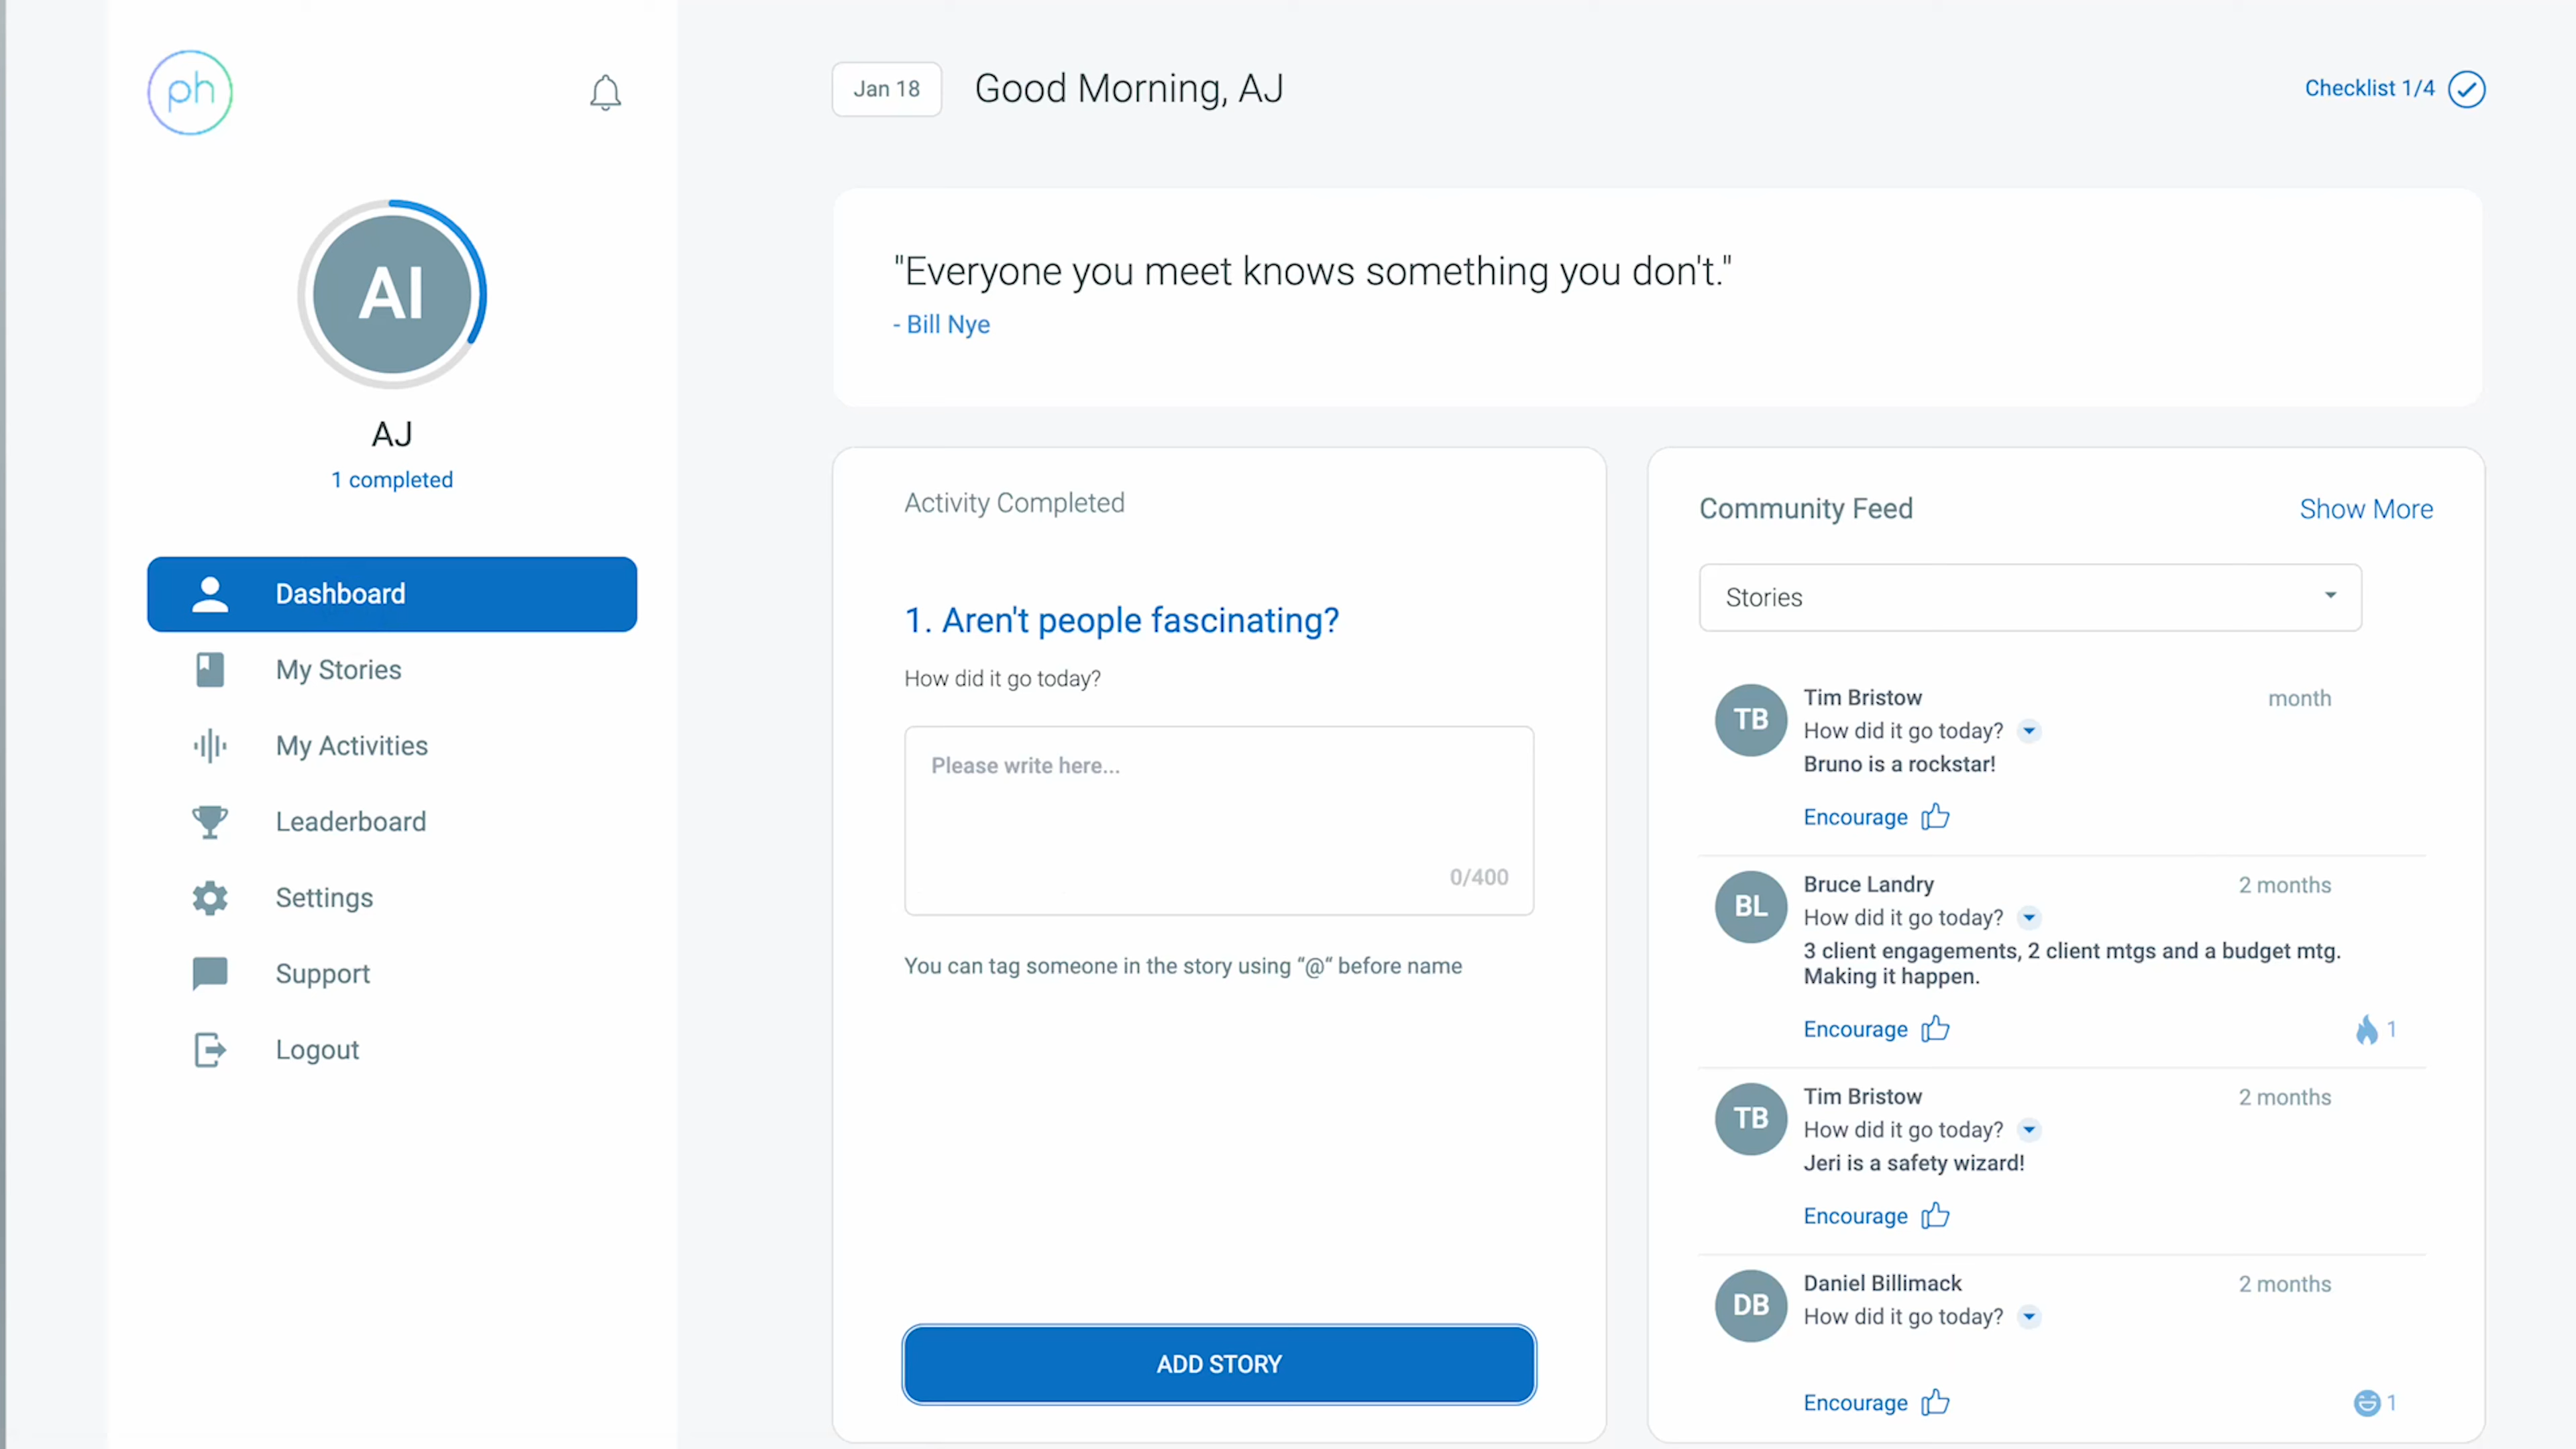 ph
AI
AJ
1 completed
Dashboard
My Stories
My Activities
Leaderboard
Settings
Support
Logout
Jan 18
Good Morning, AJ
Checklist 1/4
"Everyone you meet knows something you don't."
- Bill Nye
Activity Completed
1. Aren't people fascinating?
How did it go today?
Please write here...
0/400
You can tag someone in the story using “@“ before name
ADD STORY
Community Feed
Show More
Stories
TB
Tim Bristow
month
How did it go today?
Bruno is a rockstar!
Encourage
BL
Bruce Landry
2 months
How did it go today?
3 client engagements, 2 client mtgs and a budget mtg.
Making it happen.
Encourage
1
TB
Tim Bristow
2 months
How did it go today?
Jeri is a safety wizard!
Encourage
DB
Daniel Billimack
2 months
How did it go today?
Encourage
1